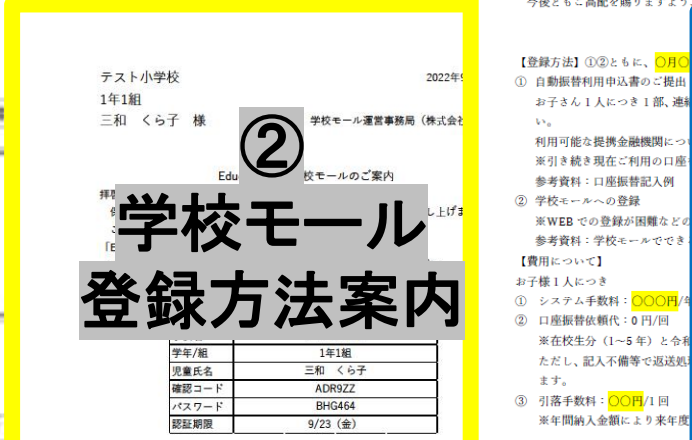 テスト小学校
2022年9
1年1組
三和 くら子 様
学校モール運営事務局（株式会社
校モールのご案内
②
学校モール
登録方法案内
学年/組 1年1組
児童氏名 三和 くら子
確認コード ADR9ZZ
パスワード BHG464
認証期限 9/23（金）
今後ともご高配を賜りますよう
【登録方法】①②ともに、〇月〇
① 自動振替利用申込書のご提出
お子さん1人につき1部、連絡
い。
利用可能な提携金融機関につい
※引き続き現在ご利用の口座
参考資料：口座振替記入例
② 学校モールへの登録
※WEBでの登録が困難などの
参考資料：学校モールででき
【費用について】
お子様1人につき
① システム手数料：〇〇〇円/年
② 口座振替依頼代：0円/回
※在校生分（1~5年）と令和
ただし、記入不備等で返送処理
ます。
③ 引落手数料：〇〇円/1回
※年間納入金額により来年度